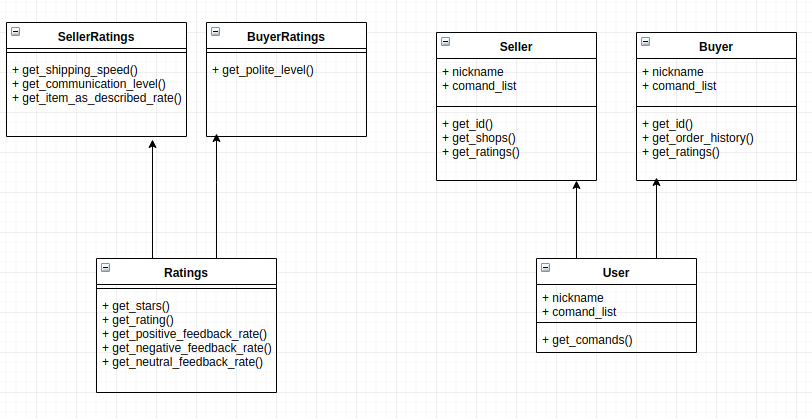 SellerRatings
+ get_shipping_speed()
+ get_communication_level()
+ get_item_as_described_rate()
BuyerRatings
+ get_polite_level()
Seller
+ nickname
+ comand_list
+ get_id()
+ get_shops()
+ get_ratings()
Buyer
+ nickname
+ comand_list
+ get_id()
+ get_order_history()
+ get_ratings()
Ratings
+ get_stars()
+ get_rating()
+ get_positive_feedback_rate()
+ get_negative_feedback_rate()
+ get_neutral_feedback_rate()
User
+ nickname
+ comand_list
+ get_comands()